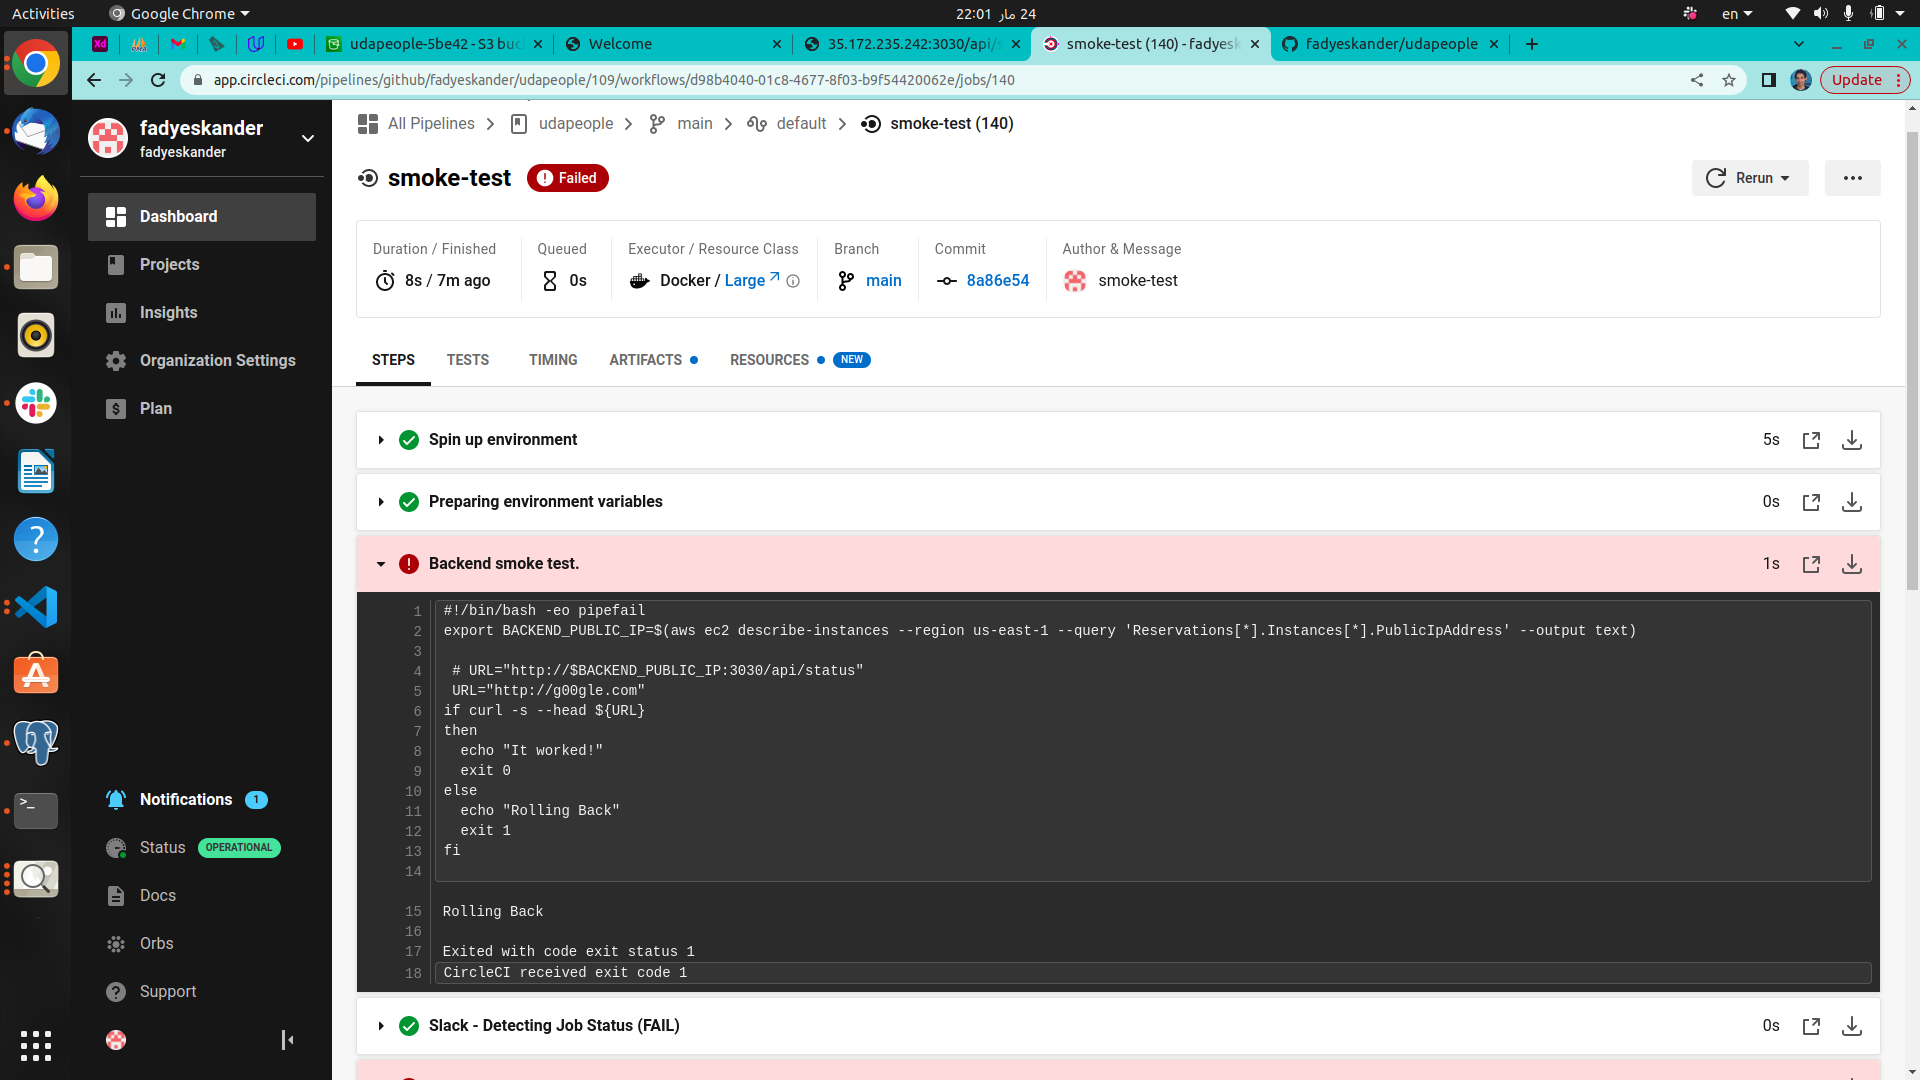 Activities
Google Chrome
24 مار 22:01
en
Xd
PMA
udapeople-5be42 - S3 buc
Welcome
35.172.235.242:3030/api/s
smoke-test (140) - fadyesk
fadyeskander/udapeople
app.circleci.com/pipelines/github/fadyeskander/udapeople/109/workflows/d98b4040-01c8-4677-8f03-b9f54420062e/jobs/140
Update
fadyeskander
fadyeskander
Dashboard
Projects
Insights
Organization Settings
Plan
Notifications 1
Status OPERATIONAL
Docs
Orbs
Support
All Pipelines
udapeople
main
default
smoke-test (140)
smoke-test
Failed
Rerun
Duration / Finished
8s / 7m ago
Queued
0s
Executor / Resource Class
Docker / Large
Branch
main
Commit
8a86e54
Author & Message
smoke-test
STEPS
TESTS
TIMING
ARTIFACTS
RESOURCES
NEW
Spin up environment 5s
Preparing environment variables 0s
Backend smoke test. 1s
1 #!/bin/bash -eo pipefail
2 export BACKEND_PUBLIC_IP=$(aws ec2 describe-instances --region us-east-1 --query 'Reservations[*].Instances[*].PublicIpAddress' --output text)
3
4 # URL="http://$BACKEND_PUBLIC_IP:3030/api/status"
5 URL="http://g00gle.com"
6 if curl -s --head ${URL}
7 then
8 echo "It worked!"
9 exit 0
10 else
11 echo "Rolling Back"
12 exit 1
13 fi
14
15 Rolling Back
16
17 Exited with code exit status 1
18 CircleCI received exit code 1
Slack - Detecting Job Status (FAIL) 0s